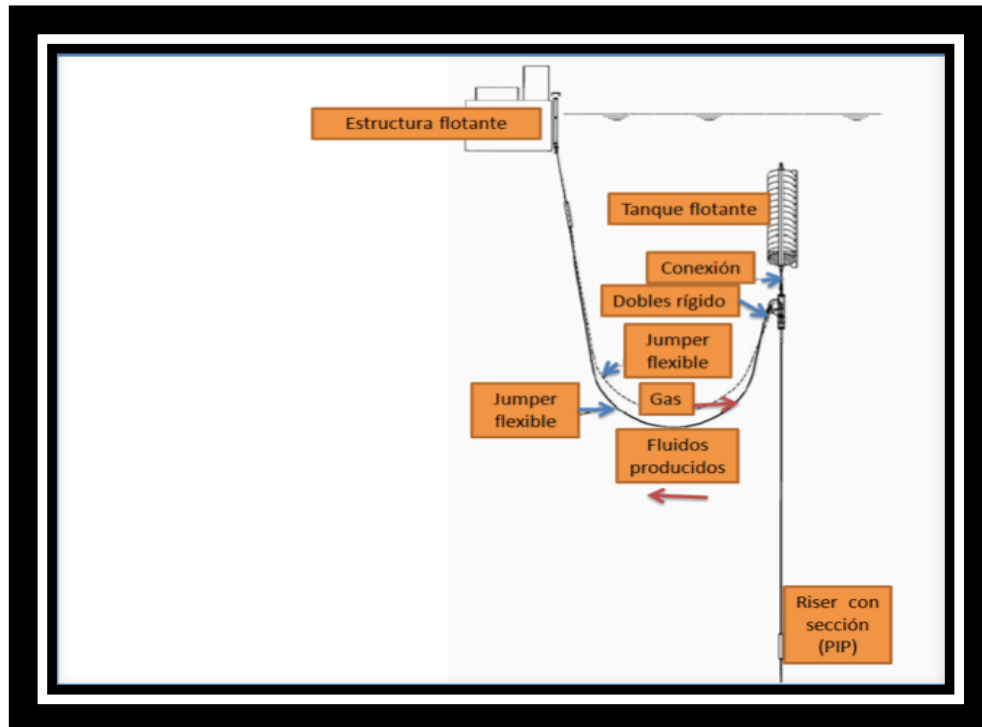 Estructura flotante
Tanque flotante
Conexión
Dobles rígido
Jumper
flexible
Gas
Jumper
flexible
Fluidos
producidos
Riser con
sección
(PIP)